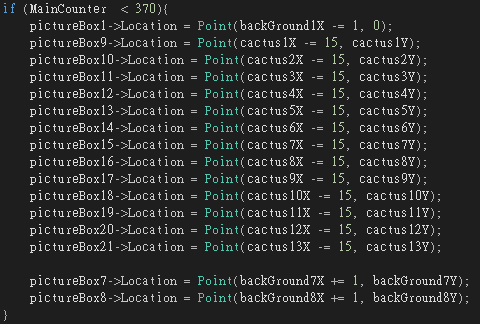 if (MainCounter  < 370){
pictureBox1->Location = Point(backGround1X -= 1, 0);
pictureBox9->Location = Point(cactus1X -= 15, cactus1Y);
pictureBox10->Location = Point(cactus2X -= 15, cactus2Y);
pictureBox11->Location = Point(cactus3X -= 15, cactus3Y);
pictureBox12->Location = Point(cactus4X -= 15, cactus4Y);
pictureBox13->Location = Point(cactus5X -= 15, cactus5Y);
pictureBox14->Location = Point(cactus6X -= 15, cactus6Y);
pictureBox15->Location = Point(cactus7X -= 15, cactus7Y);
pictureBox16->Location = Point(cactus8X -= 15, cactus8Y);
pictureBox17->Location = Point(cactus9X -= 15, cactus9Y);
pictureBox18->Location = Point(cactus10X -= 15, cactus10Y);
pictureBox19->Location = Point(cactus11X -= 15, cactus11Y);
pictureBox20->Location = Point(cactus12X -= 15, cactus12Y);
pictureBox21->Location = Point(cactus13X -= 15, cactus13Y);
pictureBox7->Location = Point(backGround7X += 1, backGround7Y);
pictureBox8->Location = Point(backGround8X += 1, backGround8Y);
}